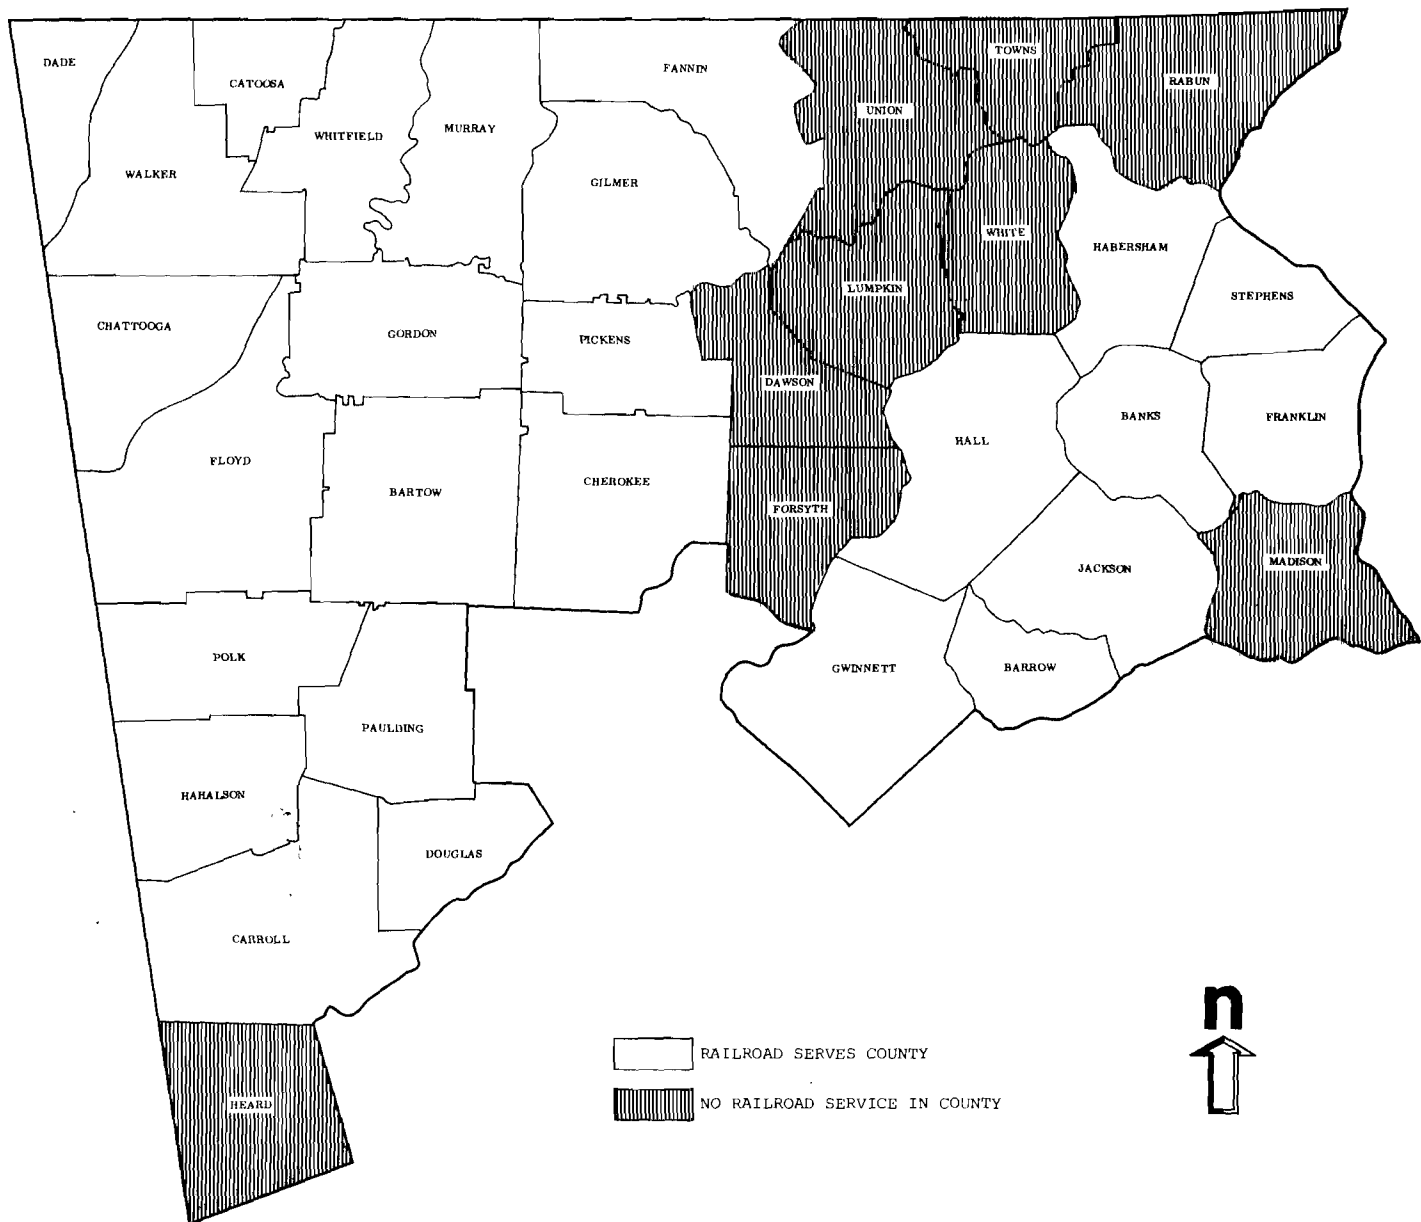 DADE
CATOOSA
WHITFIELD
MURRAY
FANNIN
UNION
TOWNS
RABUN
WALKER
GILMER
WHITE
HABERSHAM
LUMPKIN
STEPHENS
CHATTOOGA
GORDON
PICKENS
DAWSON
BANKS
FRANKLIN
HALL
FLOYD
BARTOW
CHEROKEE
FORSYTH
JACKSON
MADISON
POLK
GWINNETT
BARROW
PAULDING
HAHALSON
DOUGLAS
CARROLL
HEARD
n
RAILROAD SERVES COUNTY
NO RAILROAD SERVICE IN COUNTY